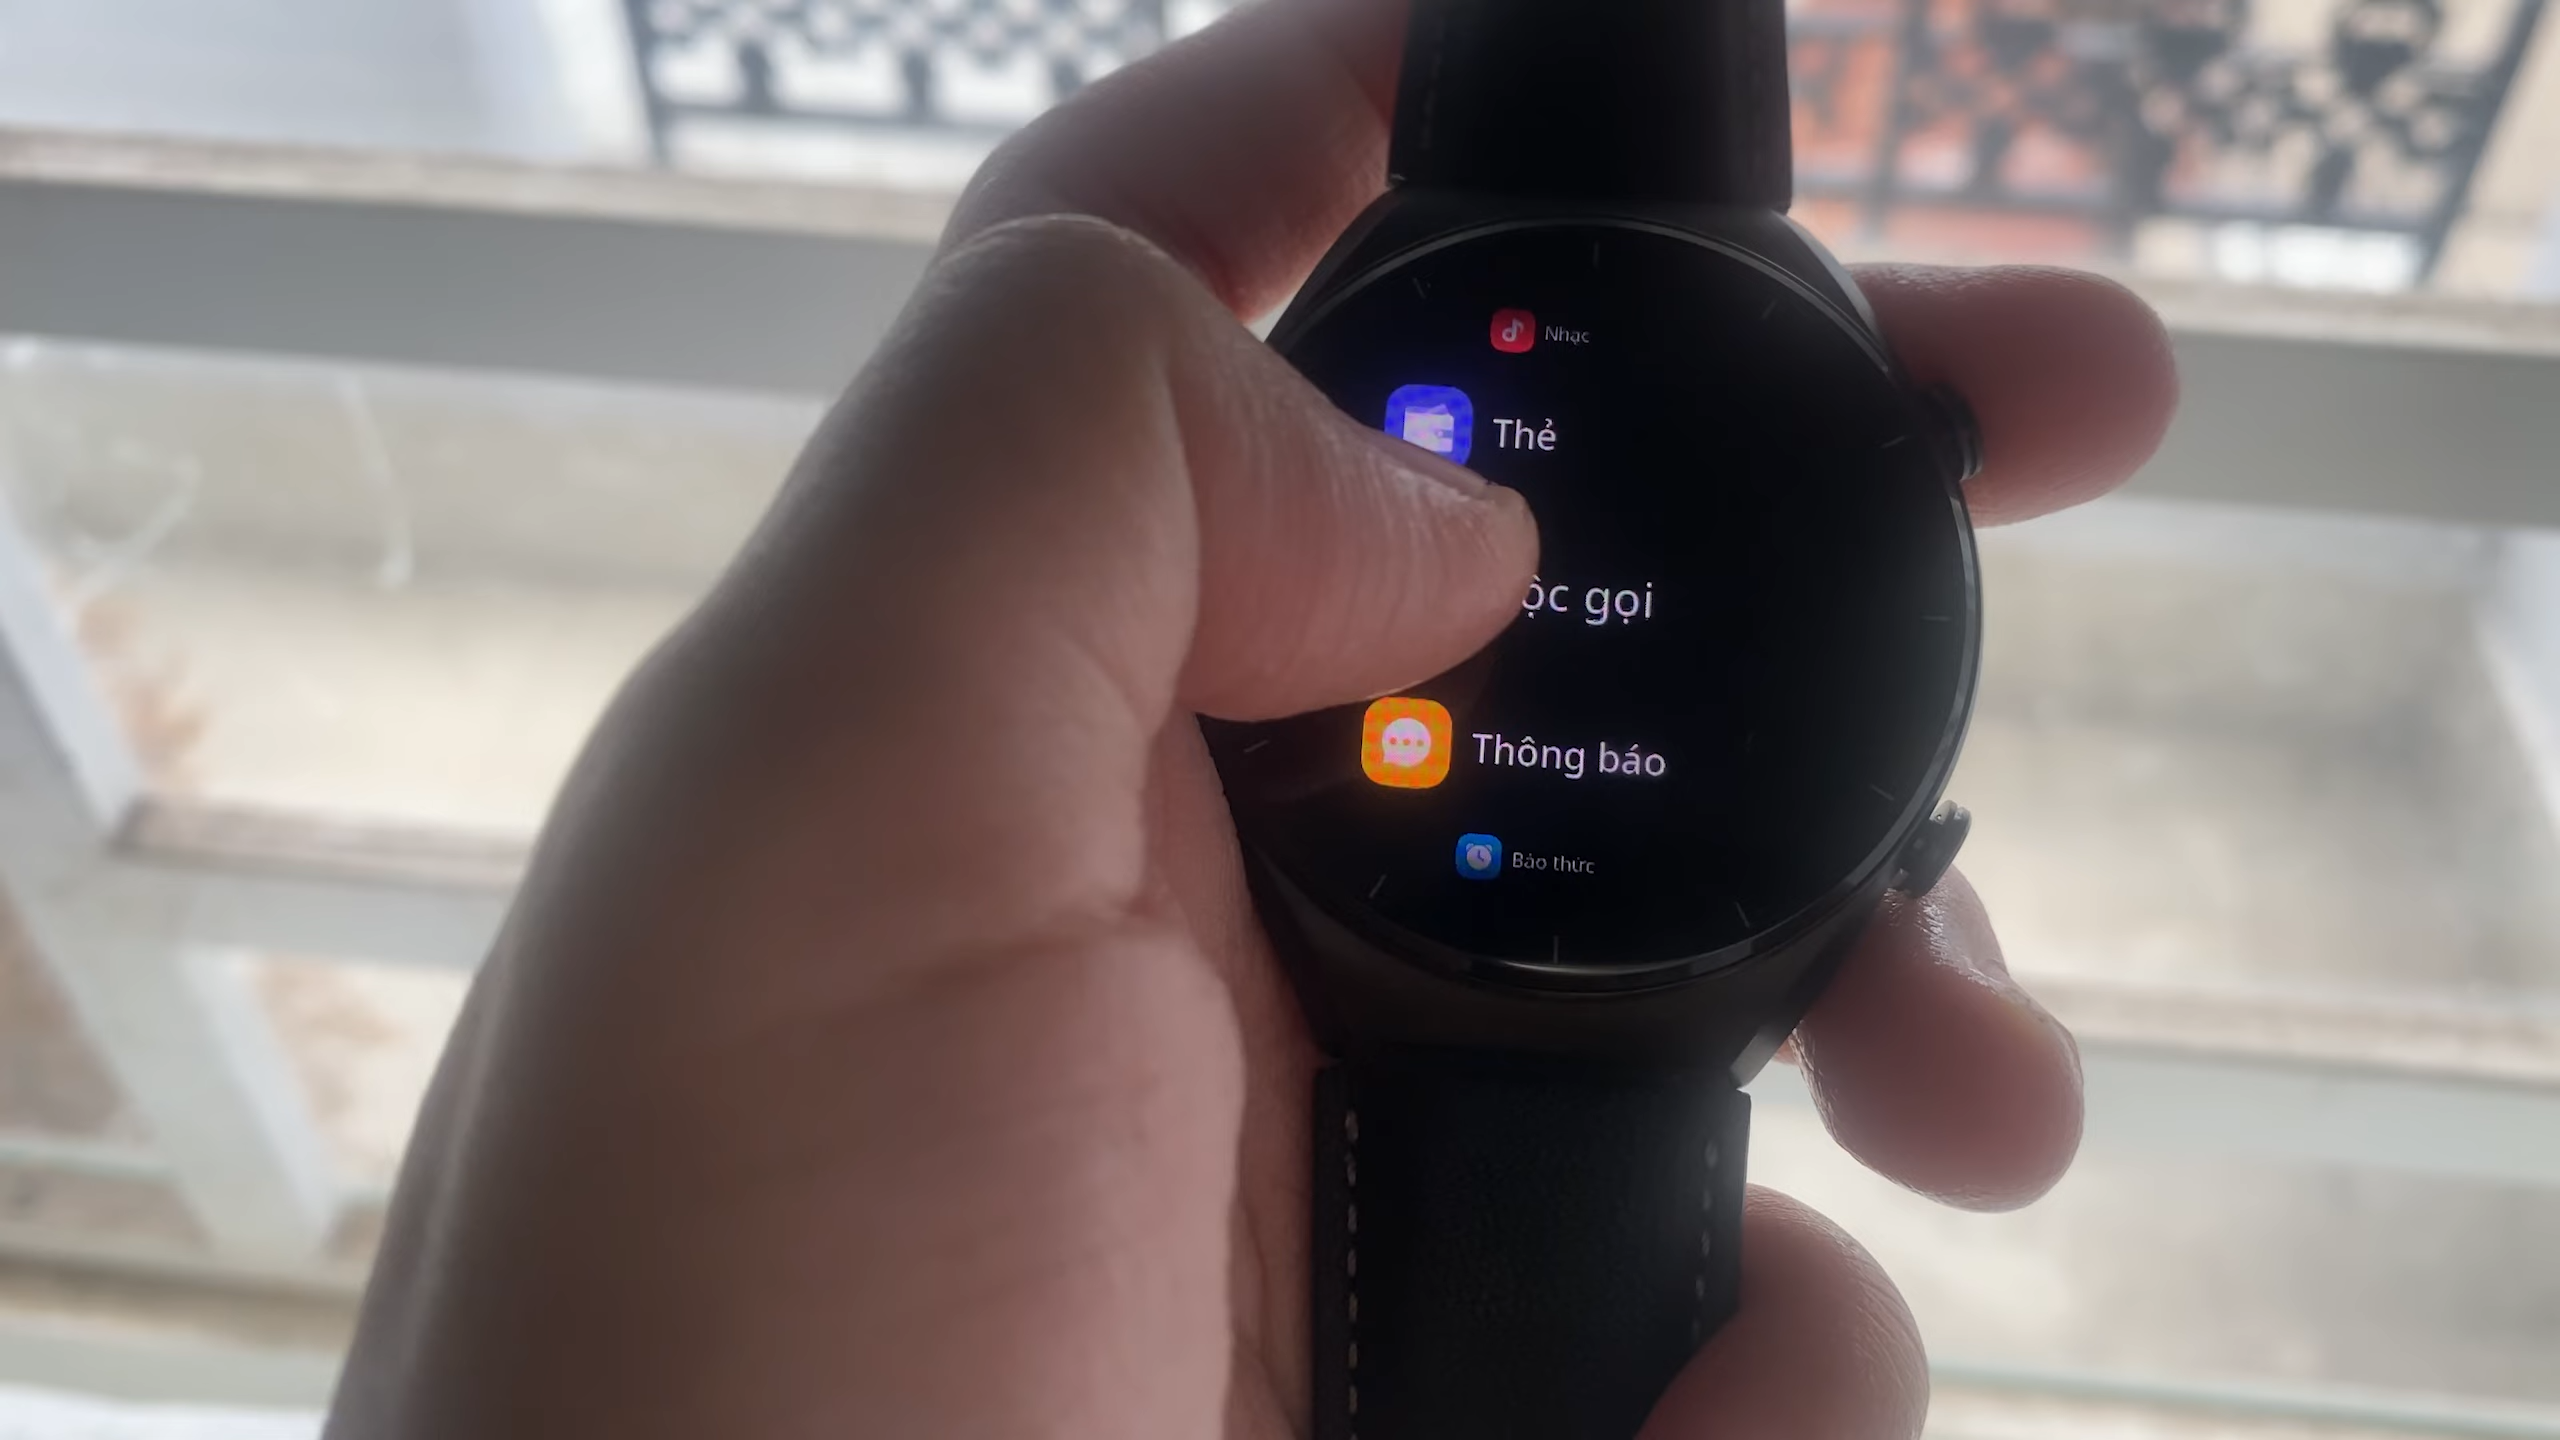 Nhạc
Thẻ
ộc gọi
Thông báo
Báo thức